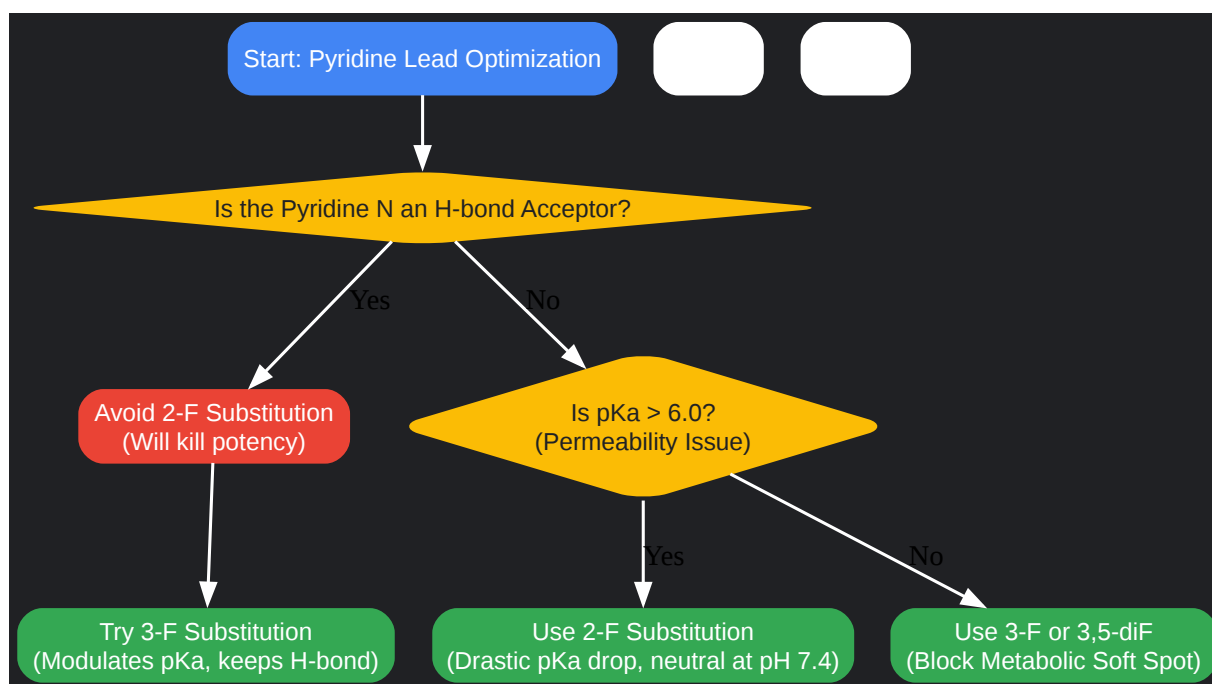 Start: Pyridine Lead Optimization
Is the Pyridine N an H-bond Acceptor?
Yes
No
Avoid 2-F Substitution
(Will kill potency)
Is pKa > 6.0?
(Permeability Issue)
Yes
No
Try 3-F Substitution
(Modulates pKa, keeps H-bond)
Use 2-F Substitution
(Drastic pKa drop, neutral at pH 7.4)
Use 3-F or 3,5-diF
(Block Metabolic Soft Spot)